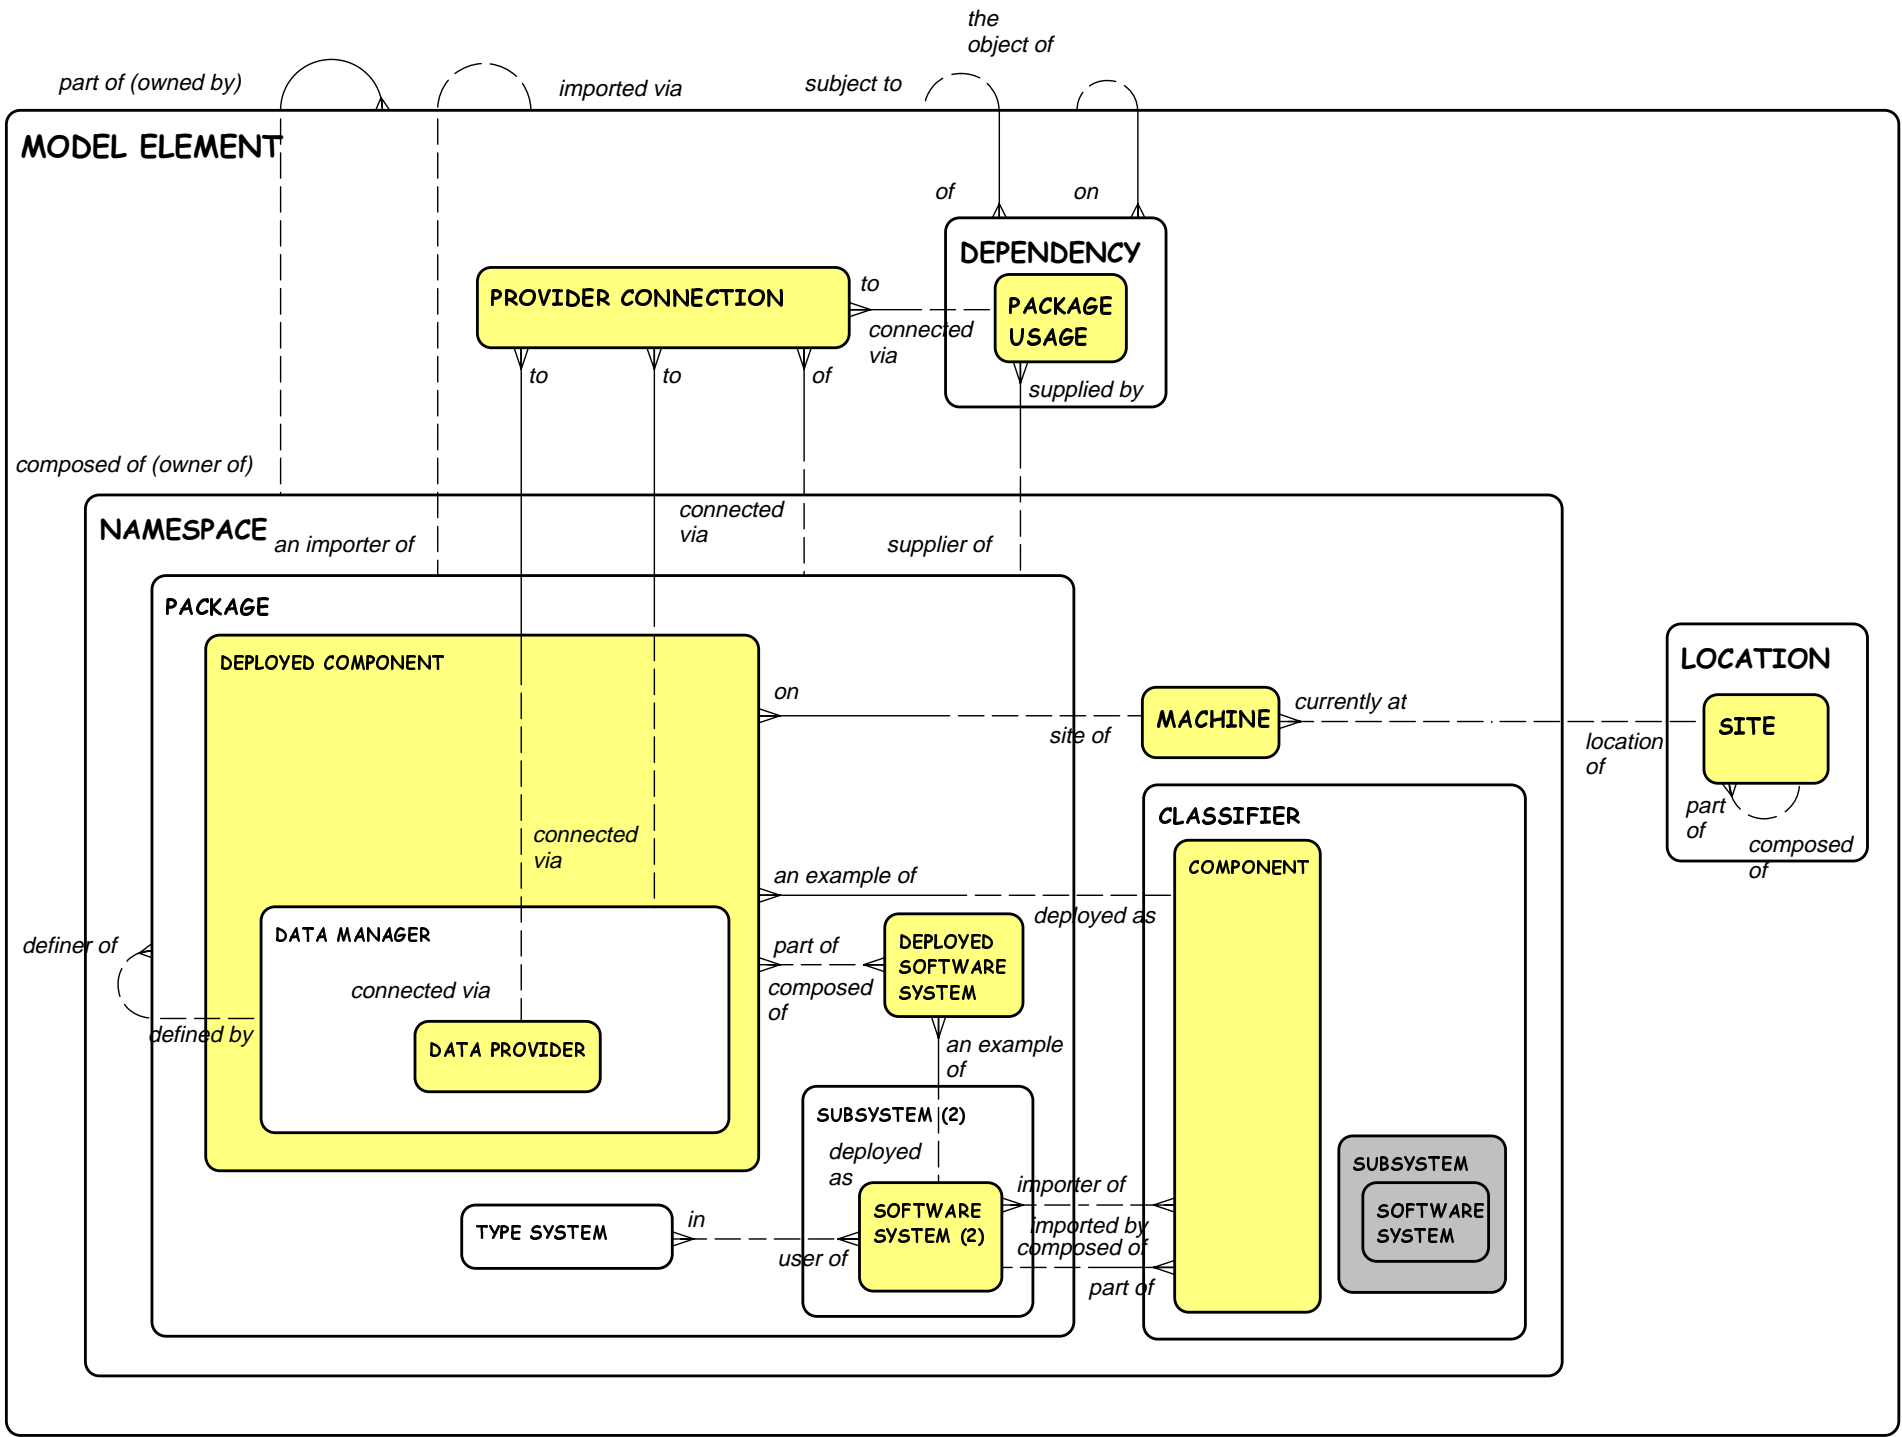 the
object of
part of (owned by)
imported via
subject to
MODEL ELEMENT
of
on
DEPENDENCY
PROVIDER CONNECTION
to
PACKAGE
USAGE
connected
via
to
to
of
supplied by
composed of (owner of)
NAMESPACE
an importer of
connected
via
supplier of
PACKAGE
DEPLOYED COMPONENT
LOCATION
on
MACHINE
currently at
SITE
site of
location
of
part
of
composed
of
CLASSIFIER
connected
via
an example of
COMPONENT
deployed as
definer of
DATA MANAGER
part of
DEPLOYED
SOFTWARE
SYSTEM
connected via
composed
of
defined by
DATA PROVIDER
an example
of
SUBSYSTEM (2)
deployed
as
SUBSYSTEM
importer of
SOFTWARE
SYSTEM (2)
SOFTWARE
SYSTEM
TYPE SYSTEM
in
user of
imported by
composed of
part of